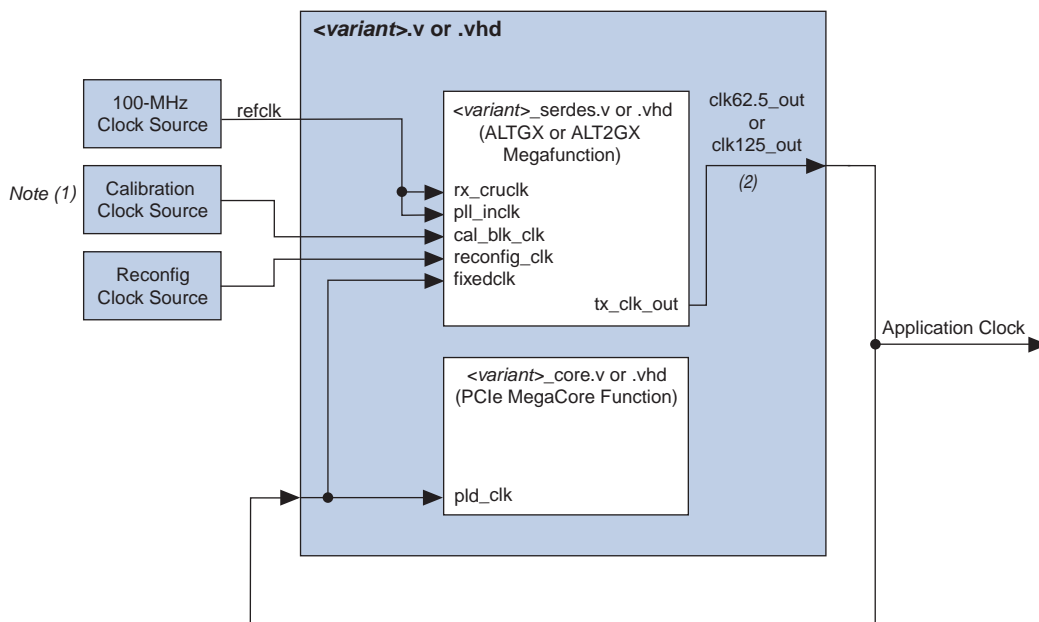 <variant>.v or .vhd
100-MHz
Clock Source
refclk
Note (1)
Calibration
Clock Source
Reconfig
Clock Source
<variant>_serdes.v or .vhd
(ALTGX or ALT2GX
Megafunction)
rx_cruclk
pll_inclk
cal_blk_clk
reconfig_clk
fixedclk
tx_clk_out
clk62.5_out
or
clk125_out
(2)
Application Clock
<variant>_core.v or .vhd
(PCIe MegaCore Function)
pld_clk